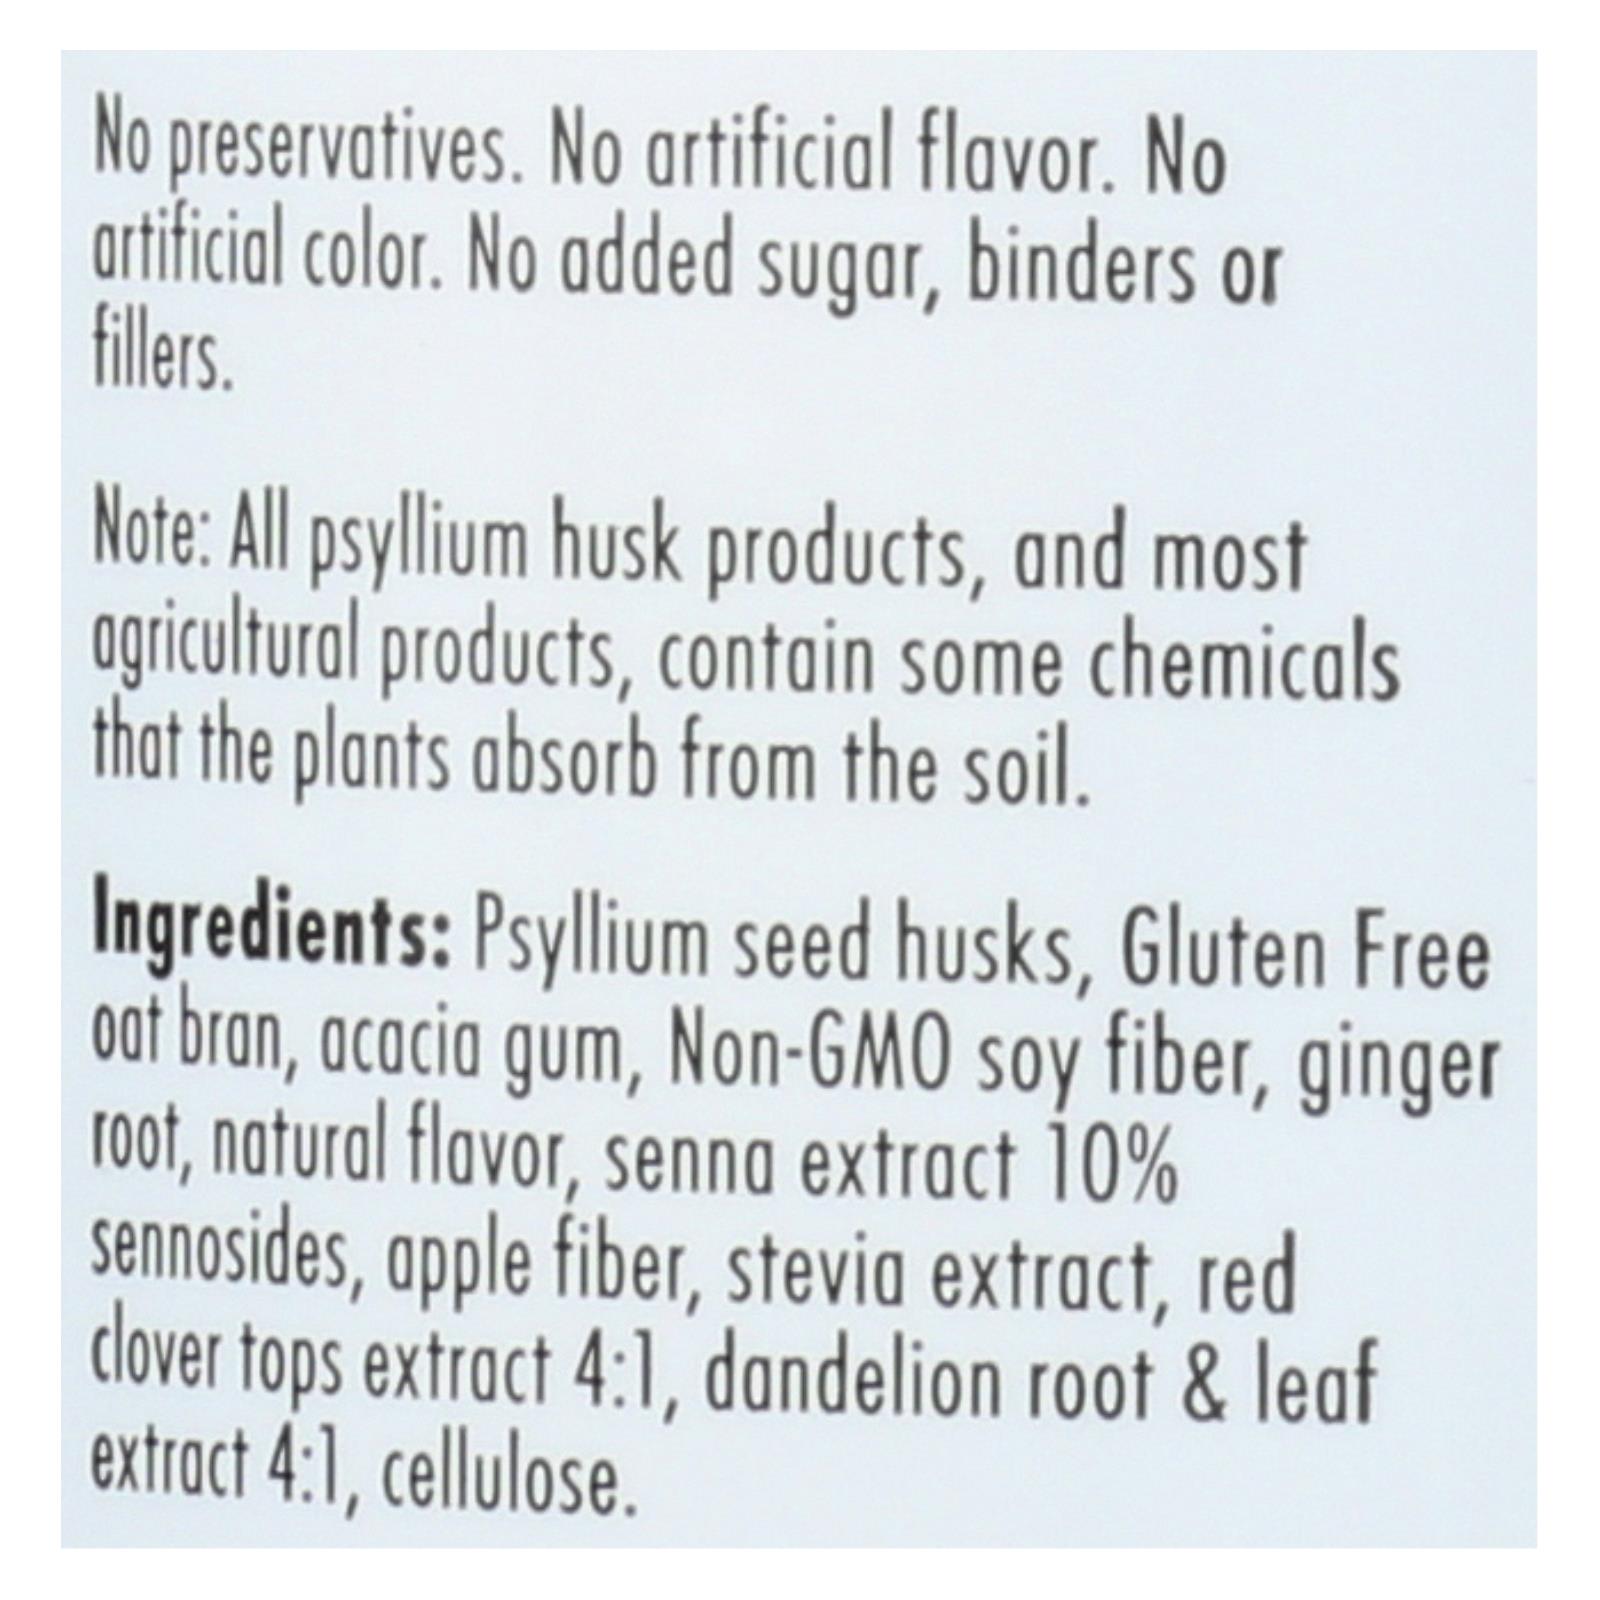 No preservatives. No artificial flavor. No
artificial color. No added sugar, binders or
fillers.
Note: All psyllium husk products, and most
agricultural products, contain some chemicals
that the plants absorb from the soil.
Ingredients: Psyllium seed husks, Gluten Free
oat bran, acacia gum, Non-GMO soy fiber, ginger
root, natural flavor, senna extract 10%
sennosides, apple fiber, stevia extract, red
clover tops extract 4:1, dandelion root & leaf
extract 4:1, cellulose.